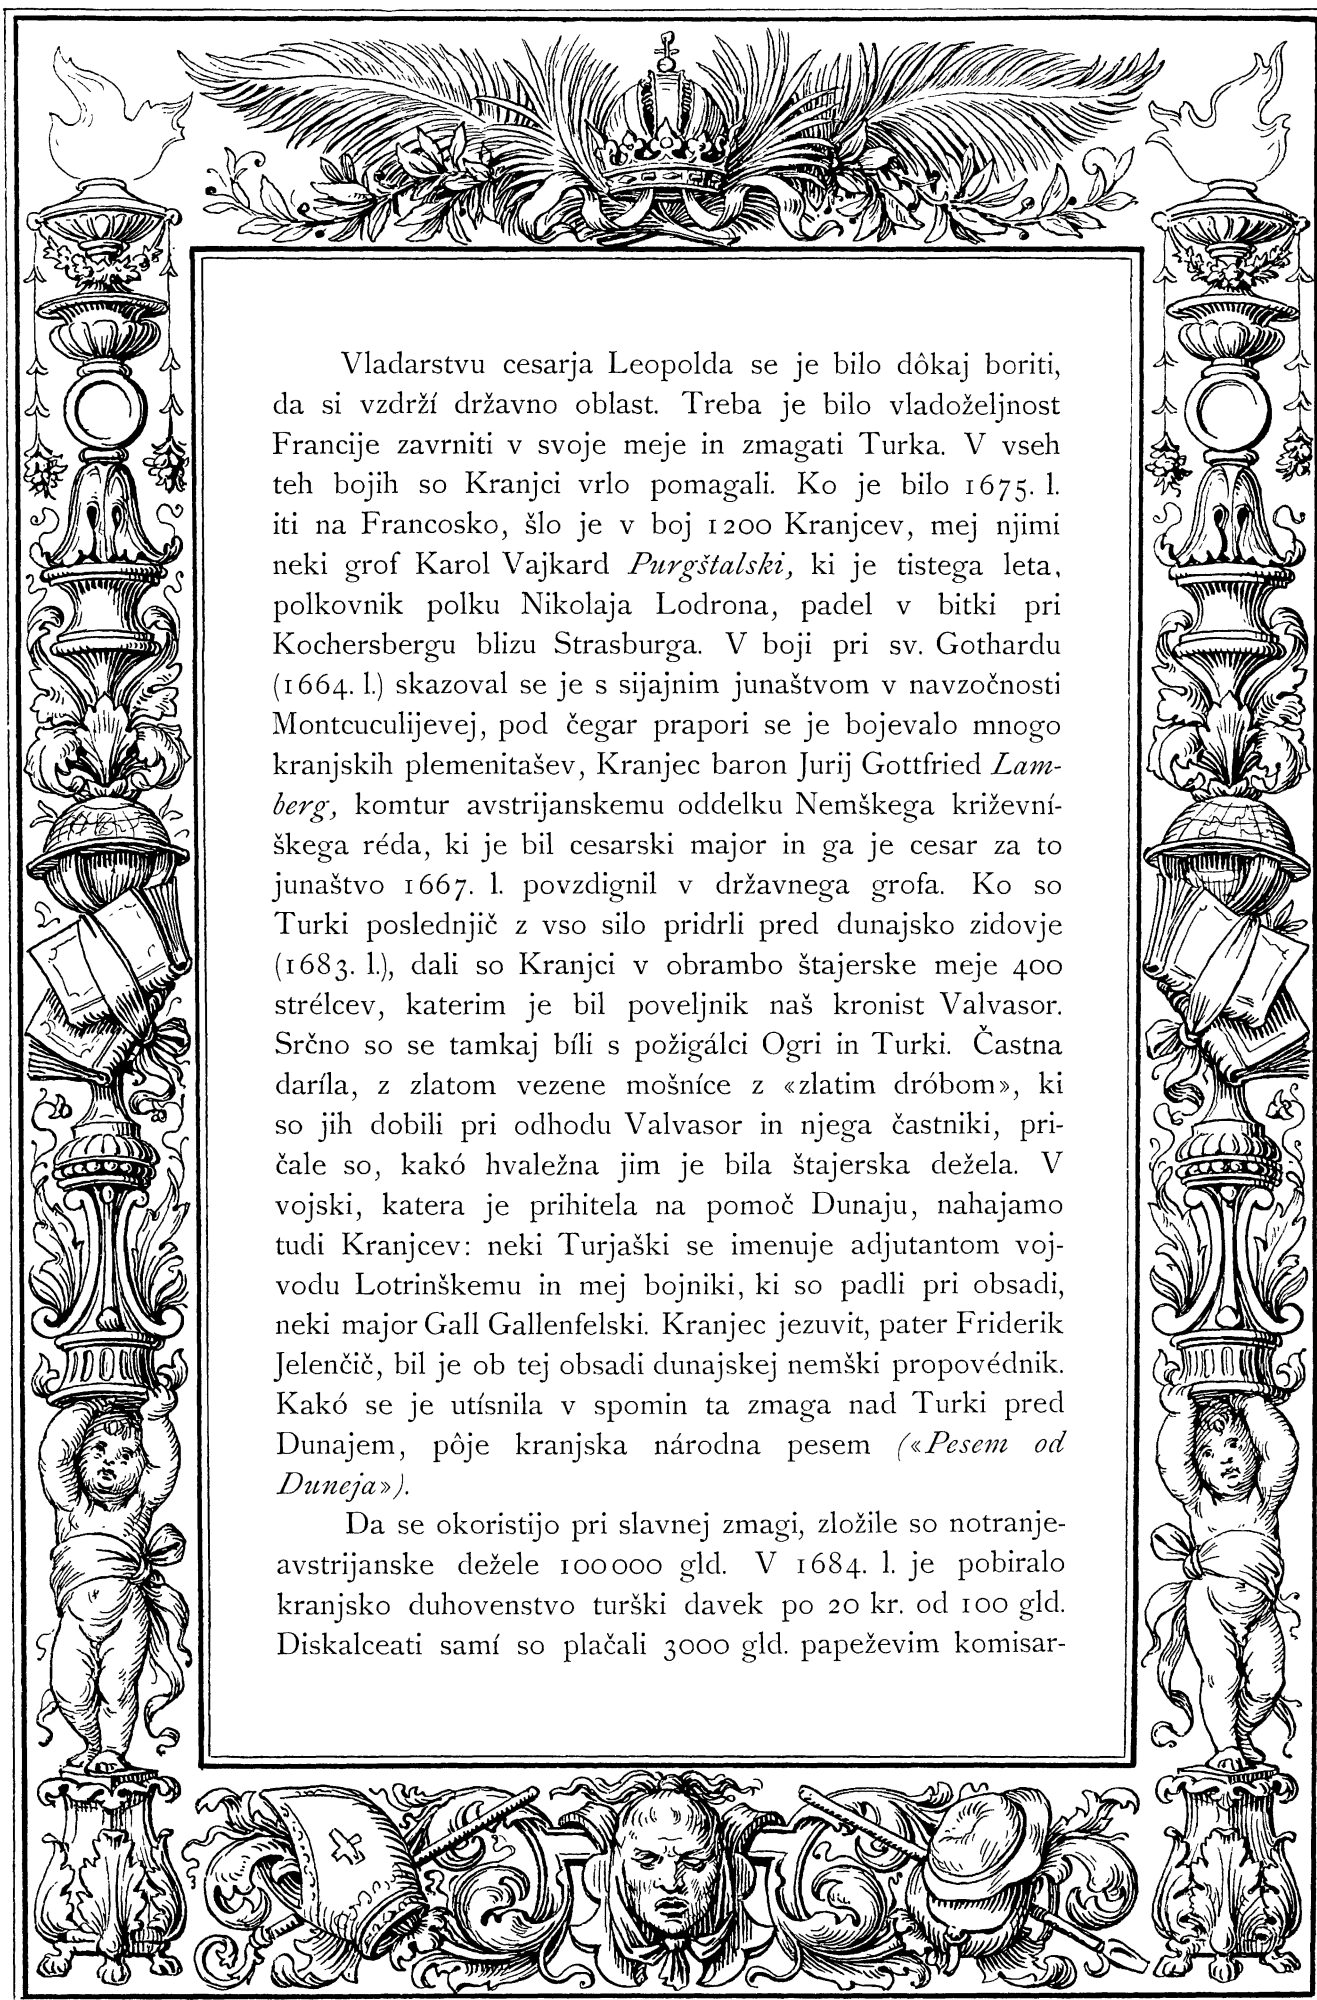 Vladarstvu cesarja Leopolda se je bilo dôkaj boriti,
da si vzdrží državno oblast. Treba je bilo vladoželjnost
Francije zavrniti v svoje meje in zmagati Turka. V vseh
teh bojih so Kranjci vrlo pomagali. Ko je bilo 1675. l.
iti na Francosko, šlo je v boj 1200 Kranjcev, mej njimi
neki grof Karol Vajkard Purgštalski, ki je tistega leta,
polkovnik polku Nikolaja Lodrona, padel v bitki pri
Kochersbergu blizu Strasburga. V boji pri sv. Gothardu
(1664. l.) skazoval se je s sijajnim junaštvom v navzočnosti
Montcuculijevej, pod čegar prapori se je bojevalo mnogo
kranjskih plemenitašev, Kranjec baron Jurij Gottfried Lam-
berg, komtur avstrijanskemu oddelku Nemškega križevní-
škega réda, ki je bil cesarski major in ga je cesar za to
junaštvo 1667. l. povzdignil v državnega grofa. Ko so
Turki poslednjič z vso silo pridrli pred dunajsko zidovje
(1683. l.), dali so Kranjci v obrambo štajerske meje 400
strélcev, katerim je bil poveljnik naš kronist Valvasor.
Srčno so se tamkaj bíli s požigálci Ogri in Turki. Častna
daríla, z zlatom vezene mošníce z «zlatim dróbom», ki
so jih dobili pri odhodu Valvasor in njega častniki, pri-
čale so, kakó hvaležna jim je bila štajerska dežela. V
vojski, katera je prihitela na pomoč Dunaju, nahajamo
tudi Kranjcev: neki Turjaški se imenuje adjutantom voj-
vodu Lotrinškemu in mej bojniki, ki so padli pri obsadi,
neki major Gall Gallenfelski. Kranjec jezuvit, pater Friderik
Jelenčič, bil je ob tej obsadi dunajskej nemški propovédnik.
Kakó se je utísnila v spomin ta zmaga nad Turki pred
Dunajem, pôje kranjska národna pesem («Pesem od
Duneja»).
Da se okoristijo pri slavnej zmagi, zložile so notranje-
avstrijanske dežele 100000 gld. V 1684. l. je pobiralo
kranjsko duhovenstvo turški davek po 20 kr. od 100 gld.
Diskalceati samí so plačali 3000 gld. papeževim komisar-